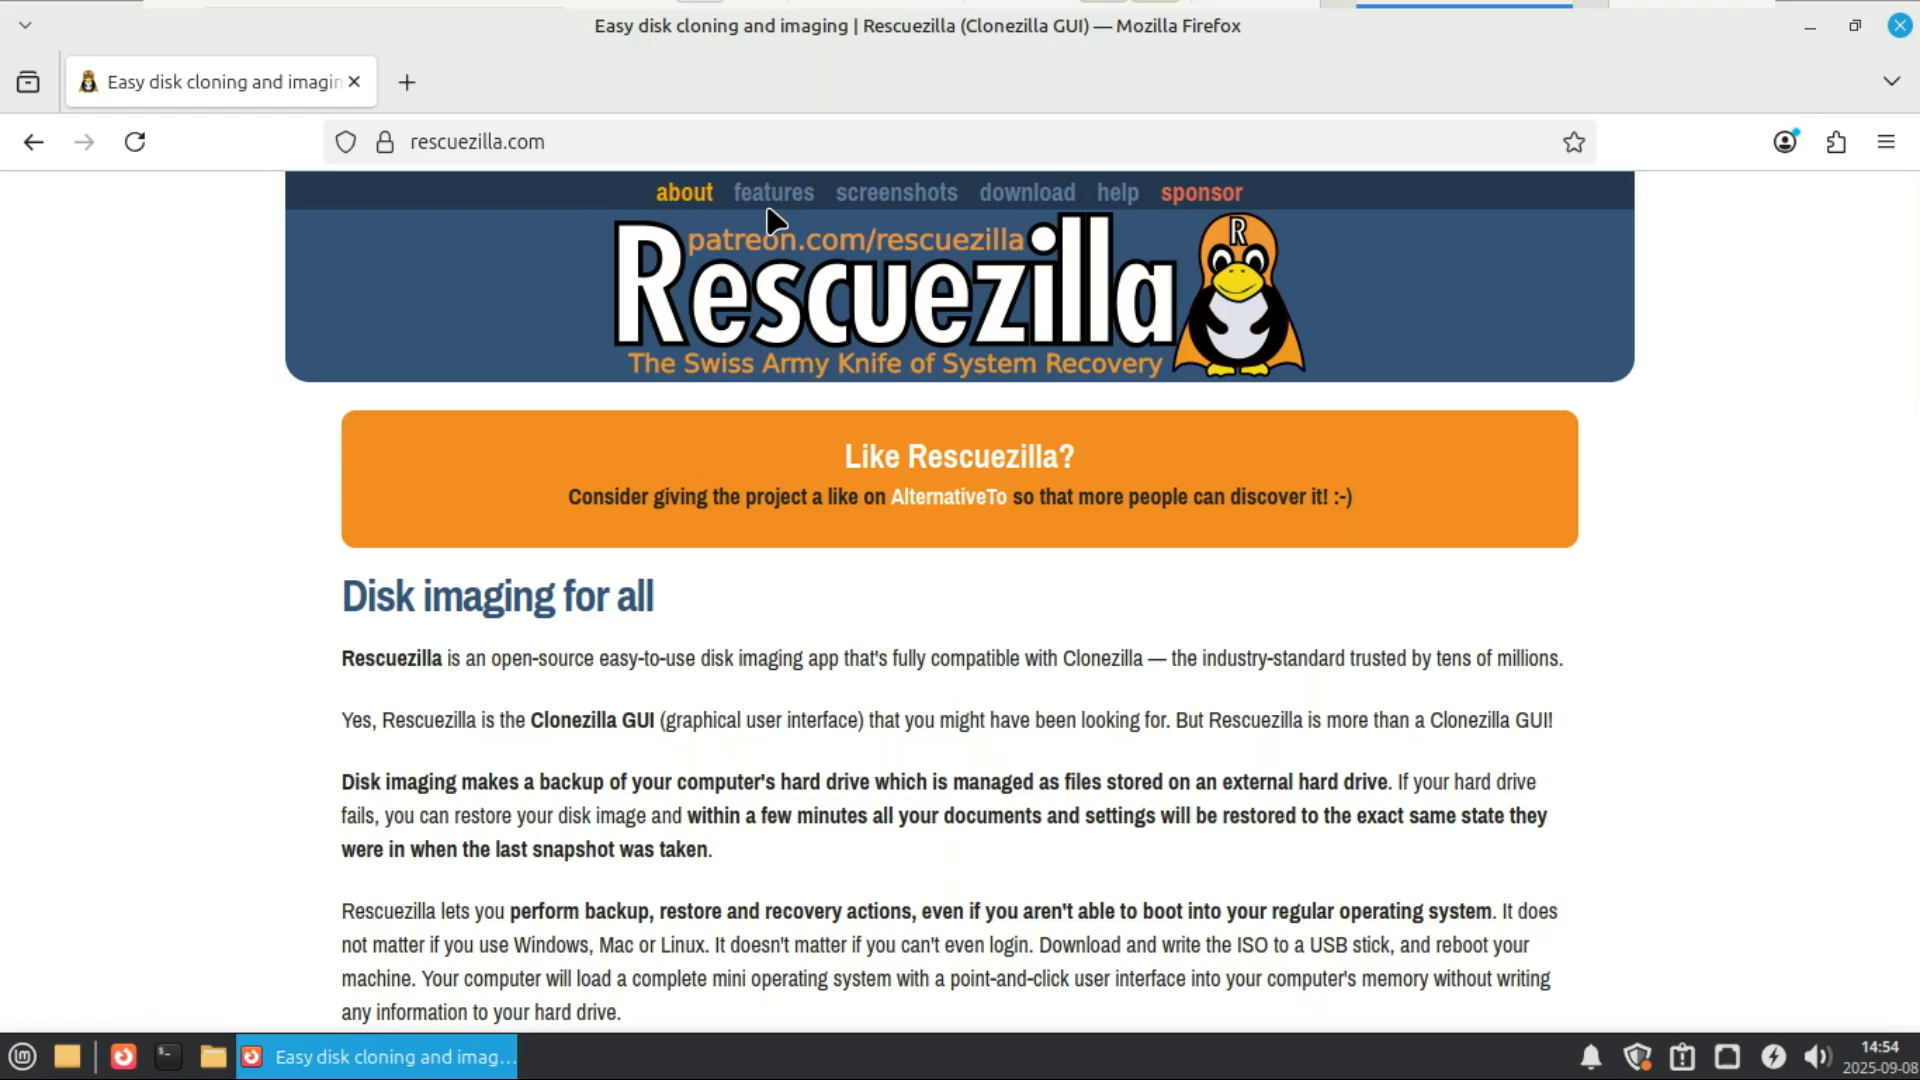 Easy disk cloning and imaging | Rescuezilla (Clonezilla GUI) — Mozilla Firefox
Easy disk cloning and imagin
rescuezilla.com
about features screenshots download help sponsor
patreon.com/rescuezilla
Rescuezilla
R
The Swiss Army Knife of System Recovery
Like Rescuezilla?
Consider giving the project a like on AlternativeTo so that more people can discover it! :-)
Disk imaging for all
Rescuezilla is an open-source easy-to-use disk imaging app that's fully compatible with Clonezilla — the industry-standard trusted by tens of millions.
Yes, Rescuezilla is the Clonezilla GUI (graphical user interface) that you might have been looking for. But Rescuezilla is more than a Clonezilla GUI!
Disk imaging makes a backup of your computer's hard drive which is managed as files stored on an external hard drive. If your hard drive
fails, you can restore your disk image and within a few minutes all your documents and settings will be restored to the exact same state they
were in when the last snapshot was taken.
Rescuezilla lets you perform backup, restore and recovery actions, even if you aren't able to boot into your regular operating system. It does
not matter if you use Windows, Mac or Linux. It doesn't matter if you can't even login. Download and write the ISO to a USB stick, and reboot your
machine. Your computer will load a complete mini operating system with a point-and-click user interface into your computer's memory without writing
any information to your hard drive.
Easy disk cloning and imag...
14:54
2025-09-08